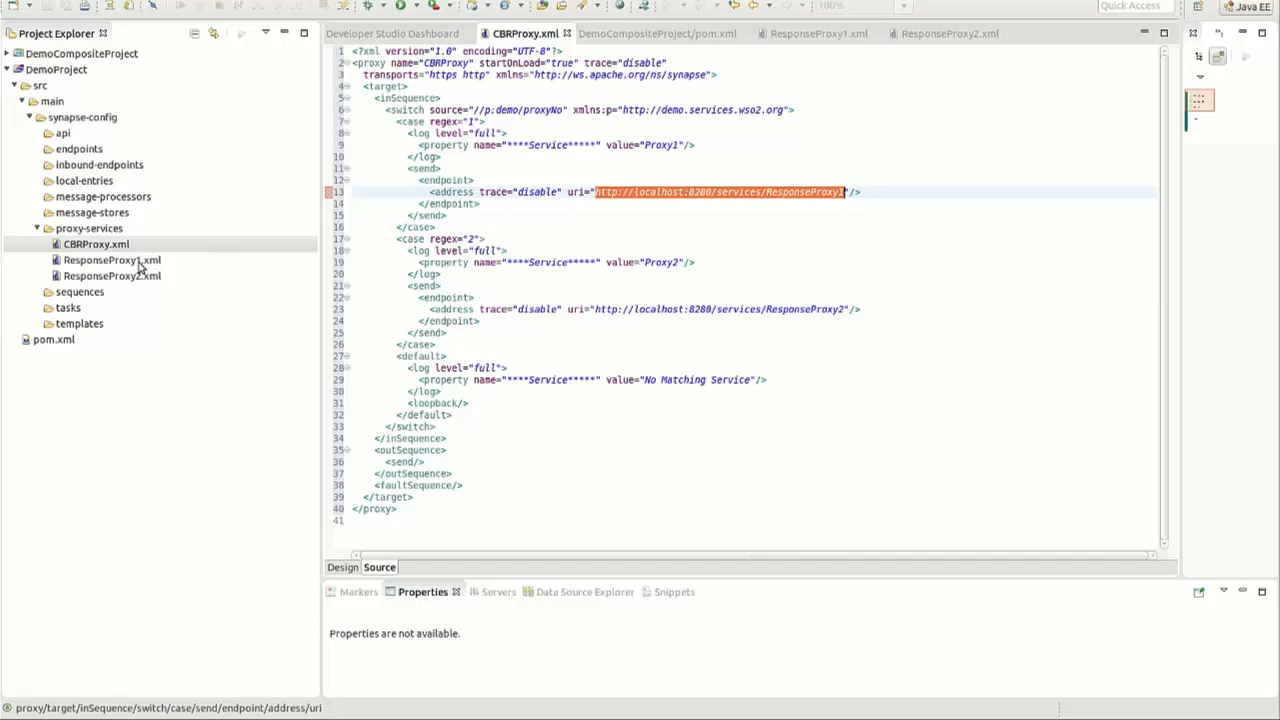 100%
Quick Access
Java EE
Project Explorer
DemoCompositeProject
DemoProject
src
main
synapse-config
api
endpoints
inbound-endpoints
local-entries
message-processors
message-stores
proxy-services
CBRProxy.xml
ResponseProxy1.xml
ResponseProxy2.xml
sequences
tasks
templates
pom.xml
Developer Studio Dashboard
CBRProxy.xml
DemoCompositeProject/pom.xml
ResponseProxy1.xml
ResponseProxy2.xml
1 <?xml version="1.0" encoding="UTF-8"?>
2 <proxy name="CBRProxy" startOnLoad="true" trace="disable"
3 transports="https http" xmlns="http://ws.apache.org/ns/synapse">
4 <target>
5 <inSequence>
6 <switch source="//p:demo/proxyNo" xmlns:p="http://demo.services.wso2.org">
7 <case regex="1">
8 <log level="full">
9 <property name="****Service*****" value="Proxy1"/>
10 </log>
11 <send>
12 <endpoint>
13 <address trace="disable" uri="http://localhost:8280/services/ResponseProxy1"/>
14 </endpoint>
15 </send>
16 </case>
17 <case regex="2">
18 <log level="full">
19 <property name="****Service*****" value="Proxy2"/>
20 </log>
21 <send>
22 <endpoint>
23 <address trace="disable" uri="http://localhost:8280/services/ResponseProxy2"/>
24 </endpoint>
25 </send>
26 </case>
27 <default>
28 <log level="full">
29 <property name="****Service*****" value="No Matching Service"/>
30 </log>
31 <loopback/>
32 </default>
33 </switch>
34 </inSequence>
35 <outSequence>
36 <send/>
37 </outSequence>
38 <faultSequence/>
39 </target>
40 </proxy>
41
Design Source
Markers Properties Servers Data Source Explorer Snippets
Properties are not available.
proxy/target/inSequence/switch/case/send/endpoint/address/uri